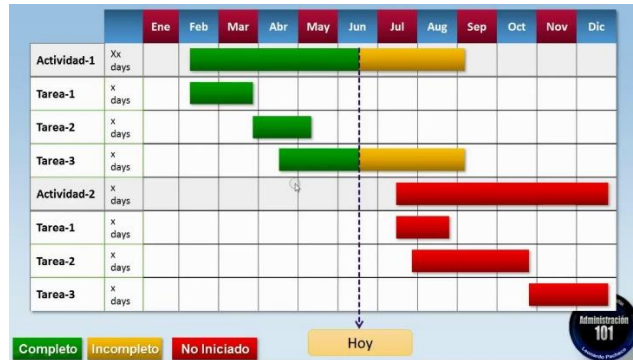 Ene Feb Mar Abr May Jun Jul Aug Sep Oct Nov Dic
Actividad-1 Xx days
Tarea-1 x days
Tarea-2 x days
Tarea-3 x days
Actividad-2 x days
Tarea-1 x days
Tarea-2 x days
Tarea-3 x days
Administración
101
Completo Incompleto No Iniciado Hoy